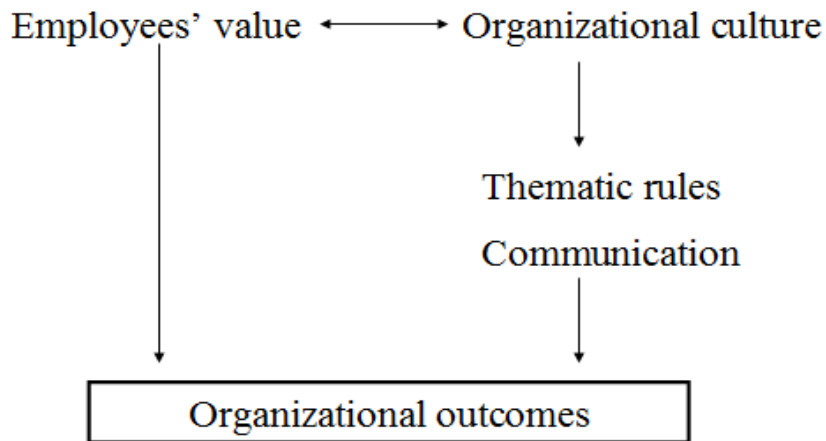 Employees’ value
Organizational culture
Thematic rules
Communication
Organizational outcomes